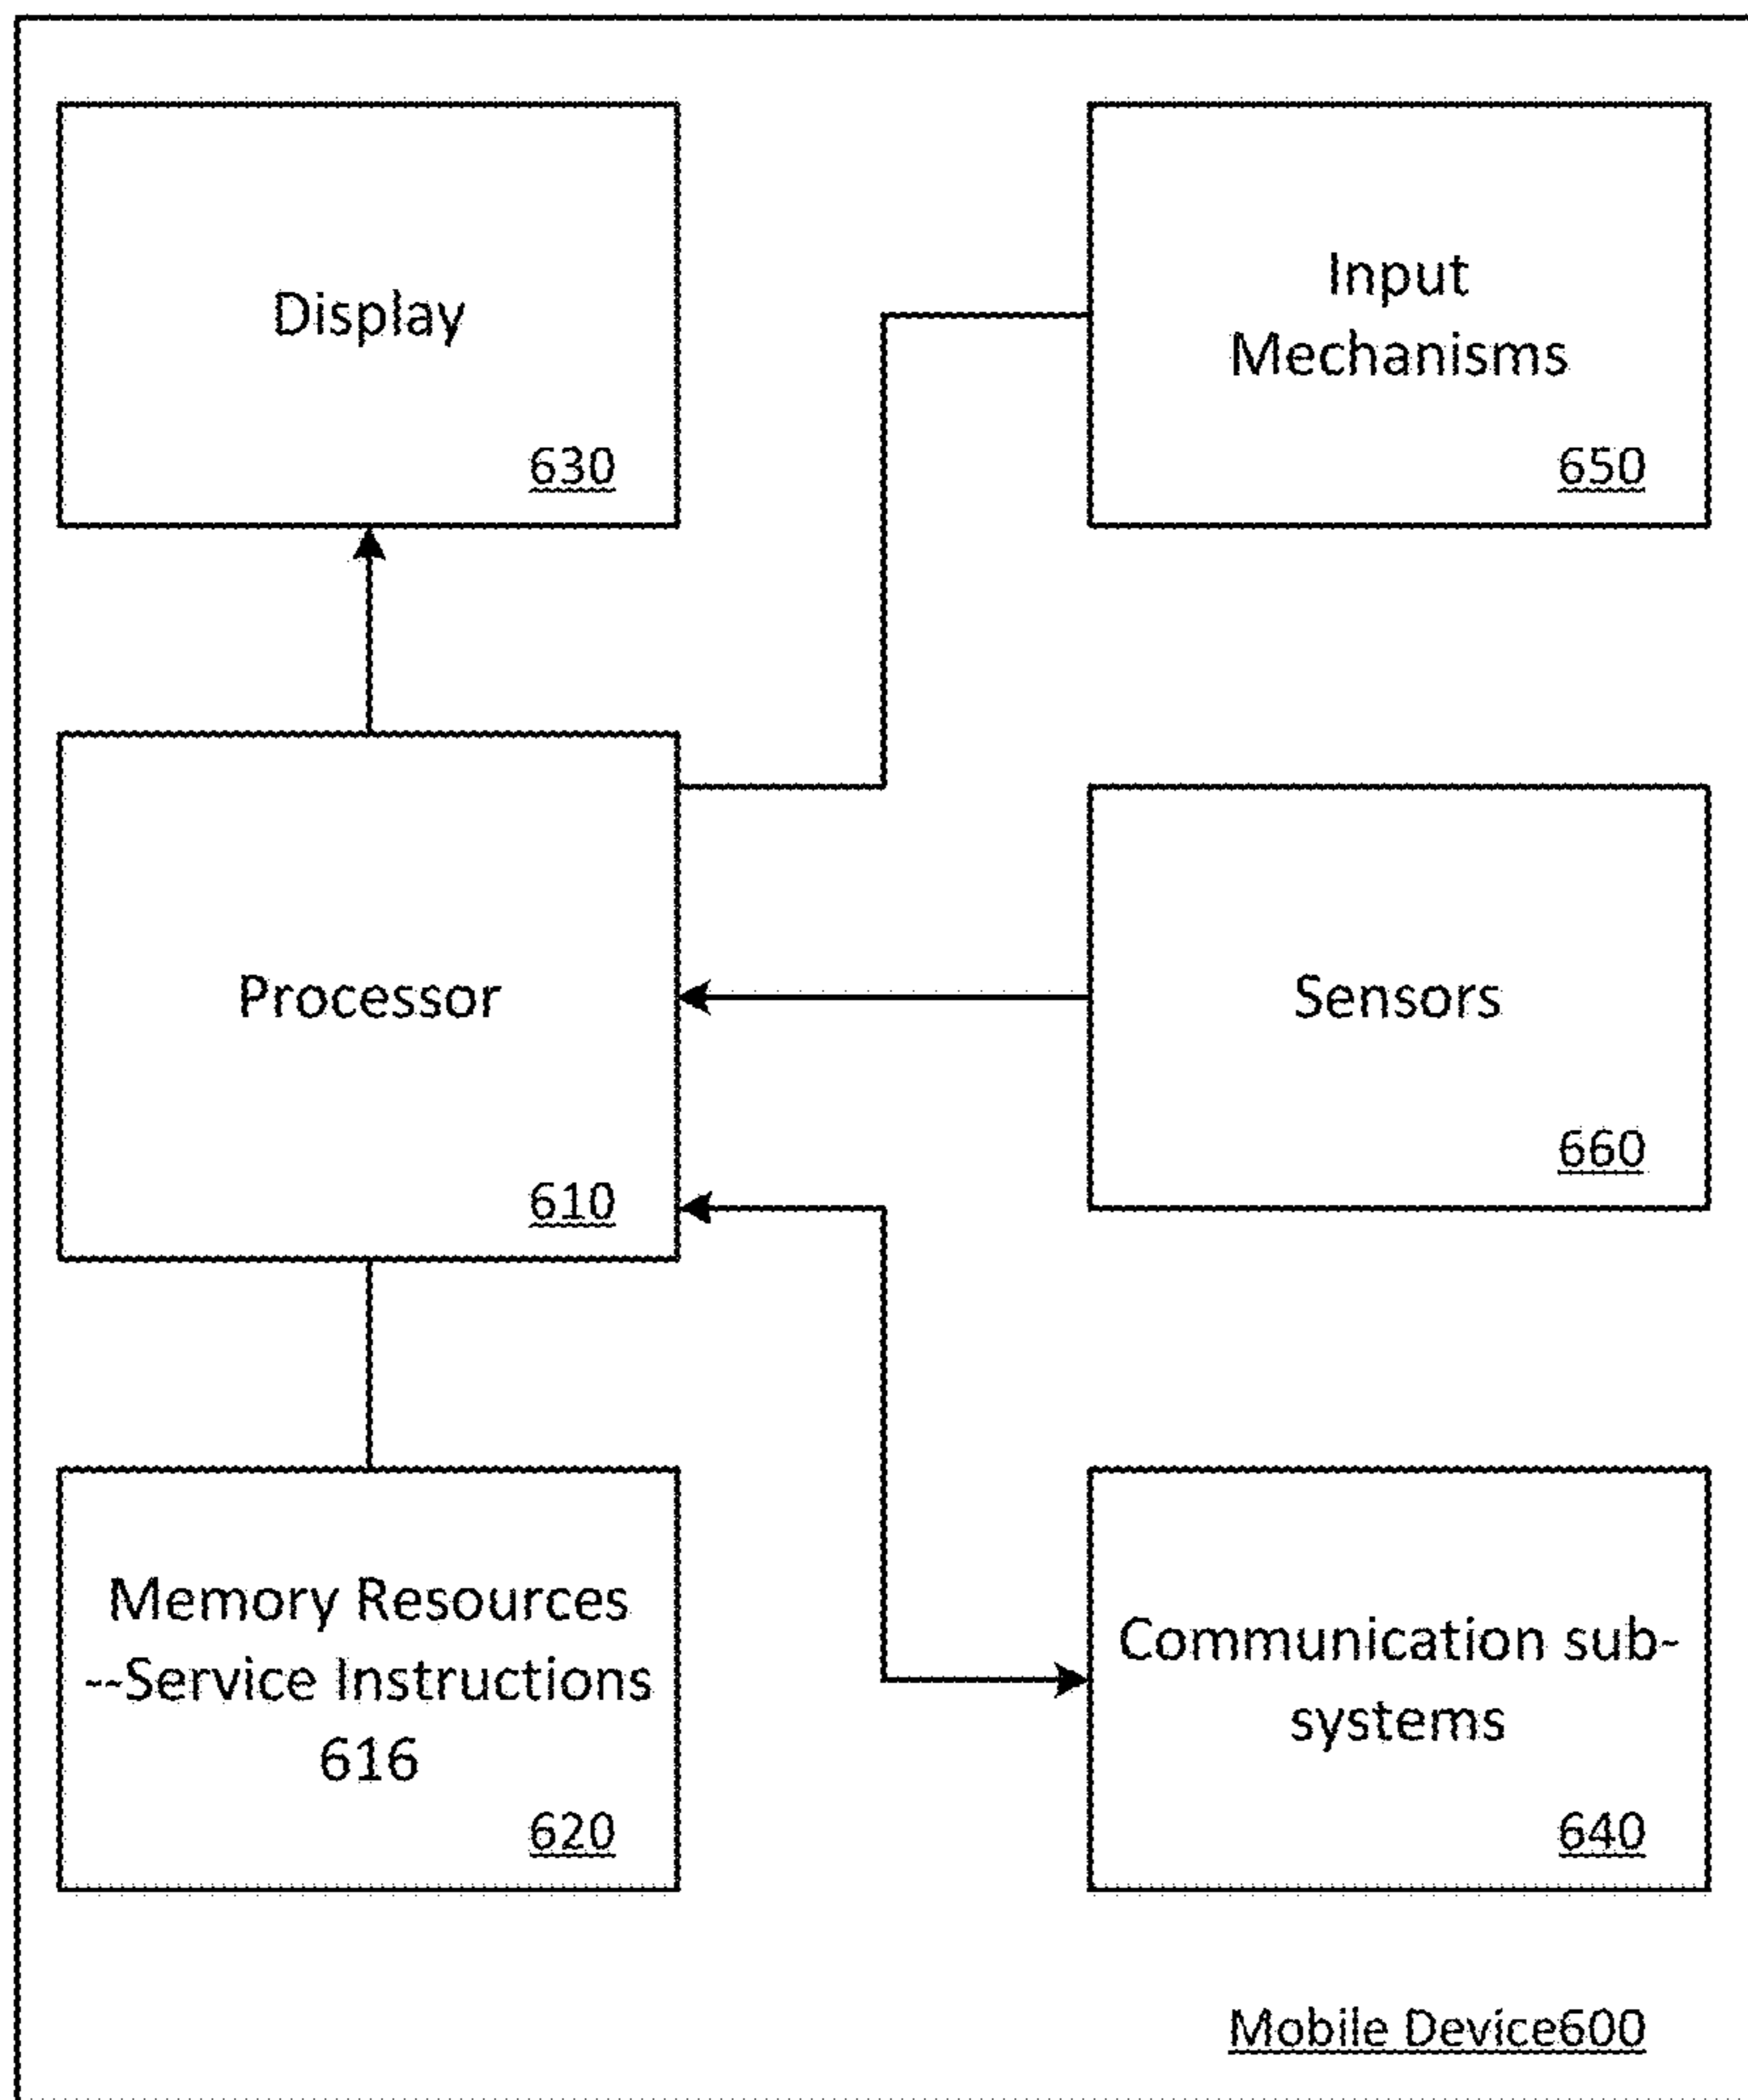 Display
630
Input
Mechanisms
650
Processor
610
Sensors
660
Memory Resources
--Service Instructions
616
620
Communication sub-
systems
640
Mobile Device600